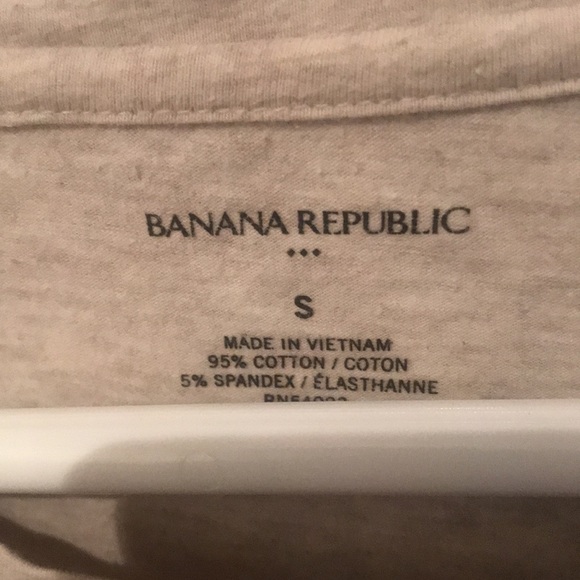 BANANA REPUBLIC
S
MADE IN VIETNAM
95% COTTON / COTON
5% SPANDEX / ÉLASTHANNE